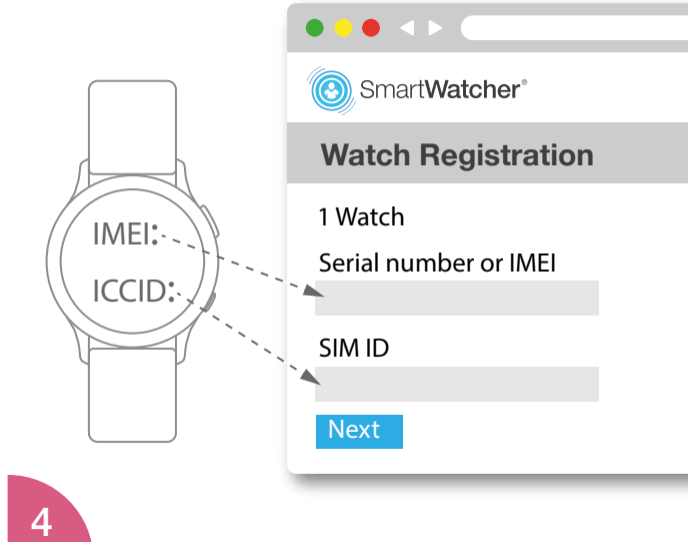 SmartWatcher®
Watch Registration
1 Watch
Serial number or IMEI
SIM ID
Next
IMEI:
ICCID:
4